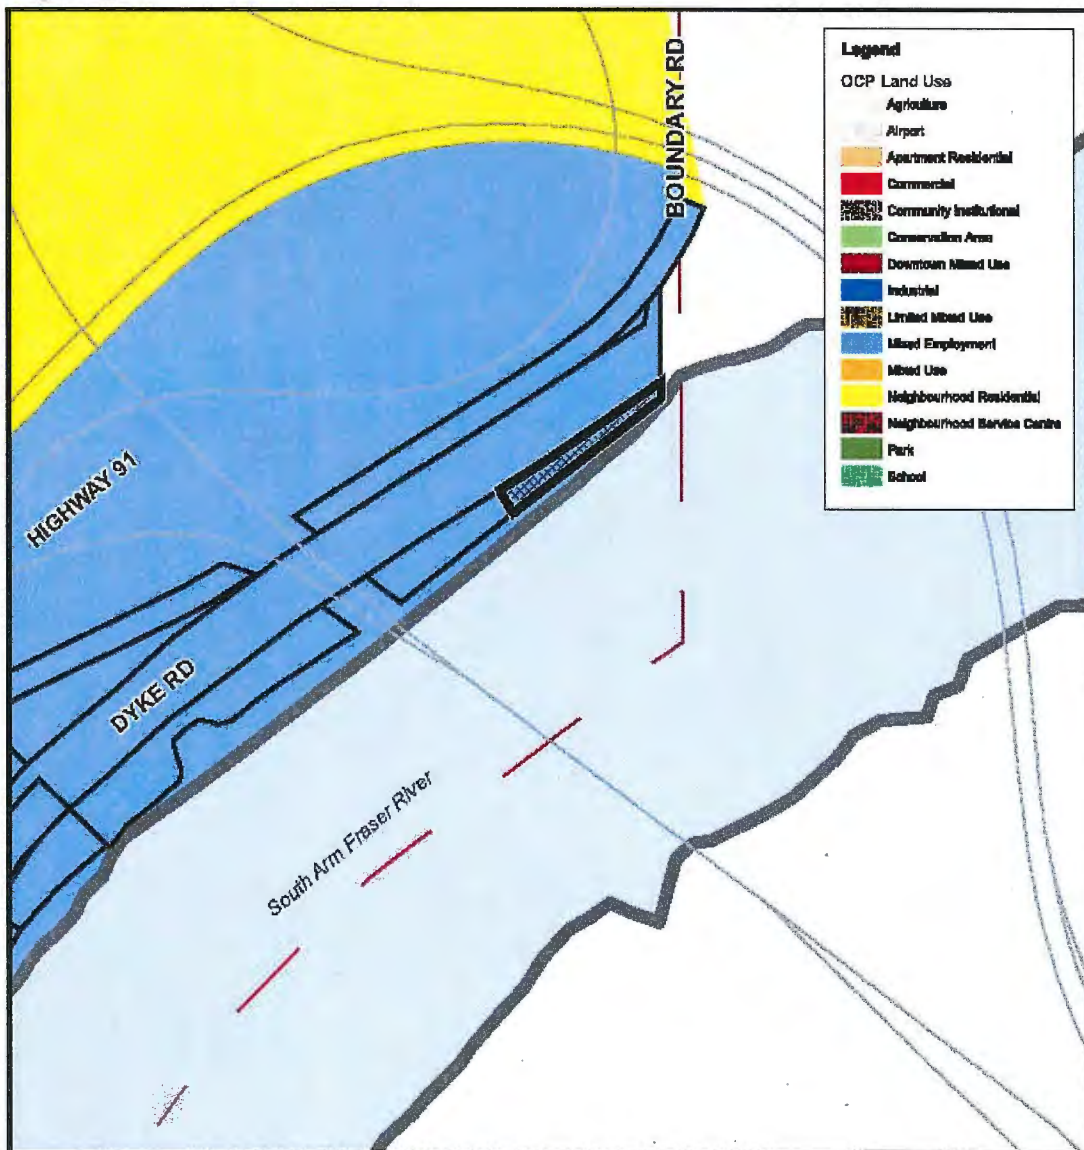 BOUNDARY RD
Legend
OCP Land Use
Agriculture
Airport
Apartment Residential
Commercial
Community Institutional
Conservation Area
Downtown Mixed Use
Industrial
Limited Mixed Use
Mixed Employment
Mixed Use
Neighbourhood Residential
Neighbourhood Service Centre
Park
School
HIGHWAY 91
DYKE RD
South Arm Fraser River